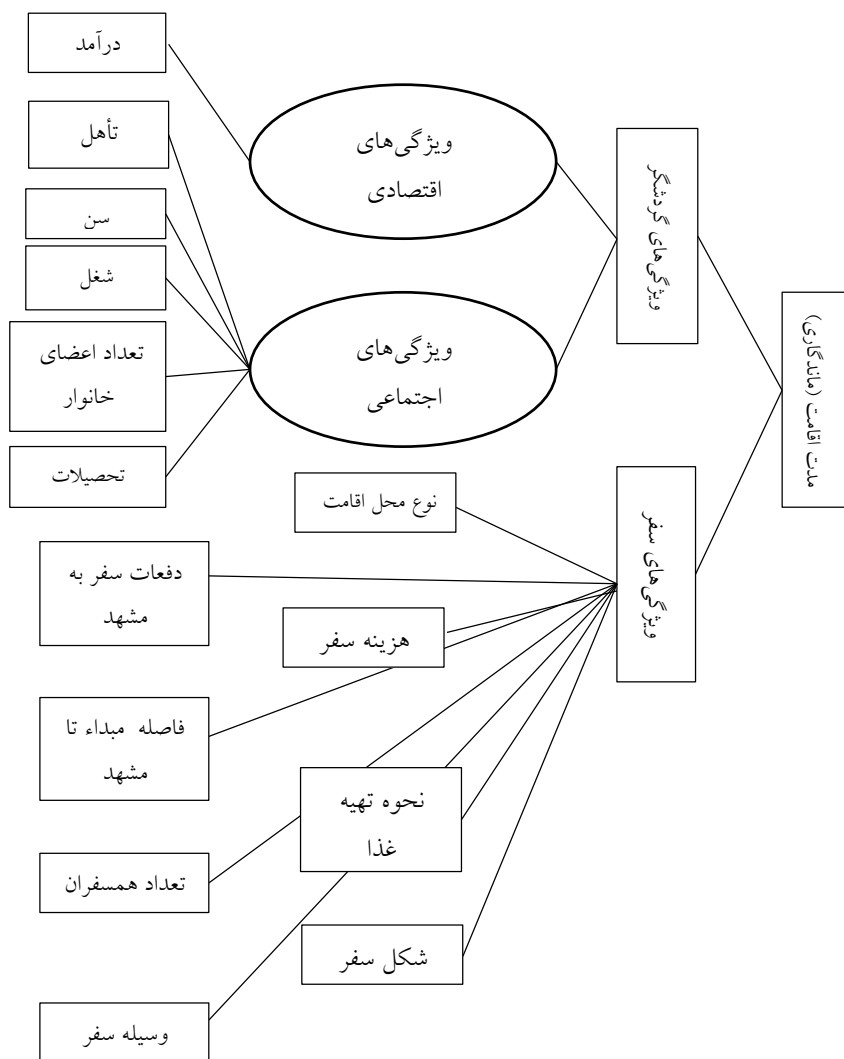 درآمد
ویژگی‌های
اقتصادی
تأهل
ویژگی‌های گردشگر
سن
شغل
مدت اقامت (ماندگاری)
ویژگی‌های
اجتماعی
تعداد اعضای
خانوار
تحصیلات
نوع محل اقامت
ویژگی‌های سفر
دفعات سفر به
مشهد
هزینه سفر
فاصله مبداء تا
مشهد
نحوه تهیه
غذا
تعداد همسفران
شکل سفر
وسیله سفر